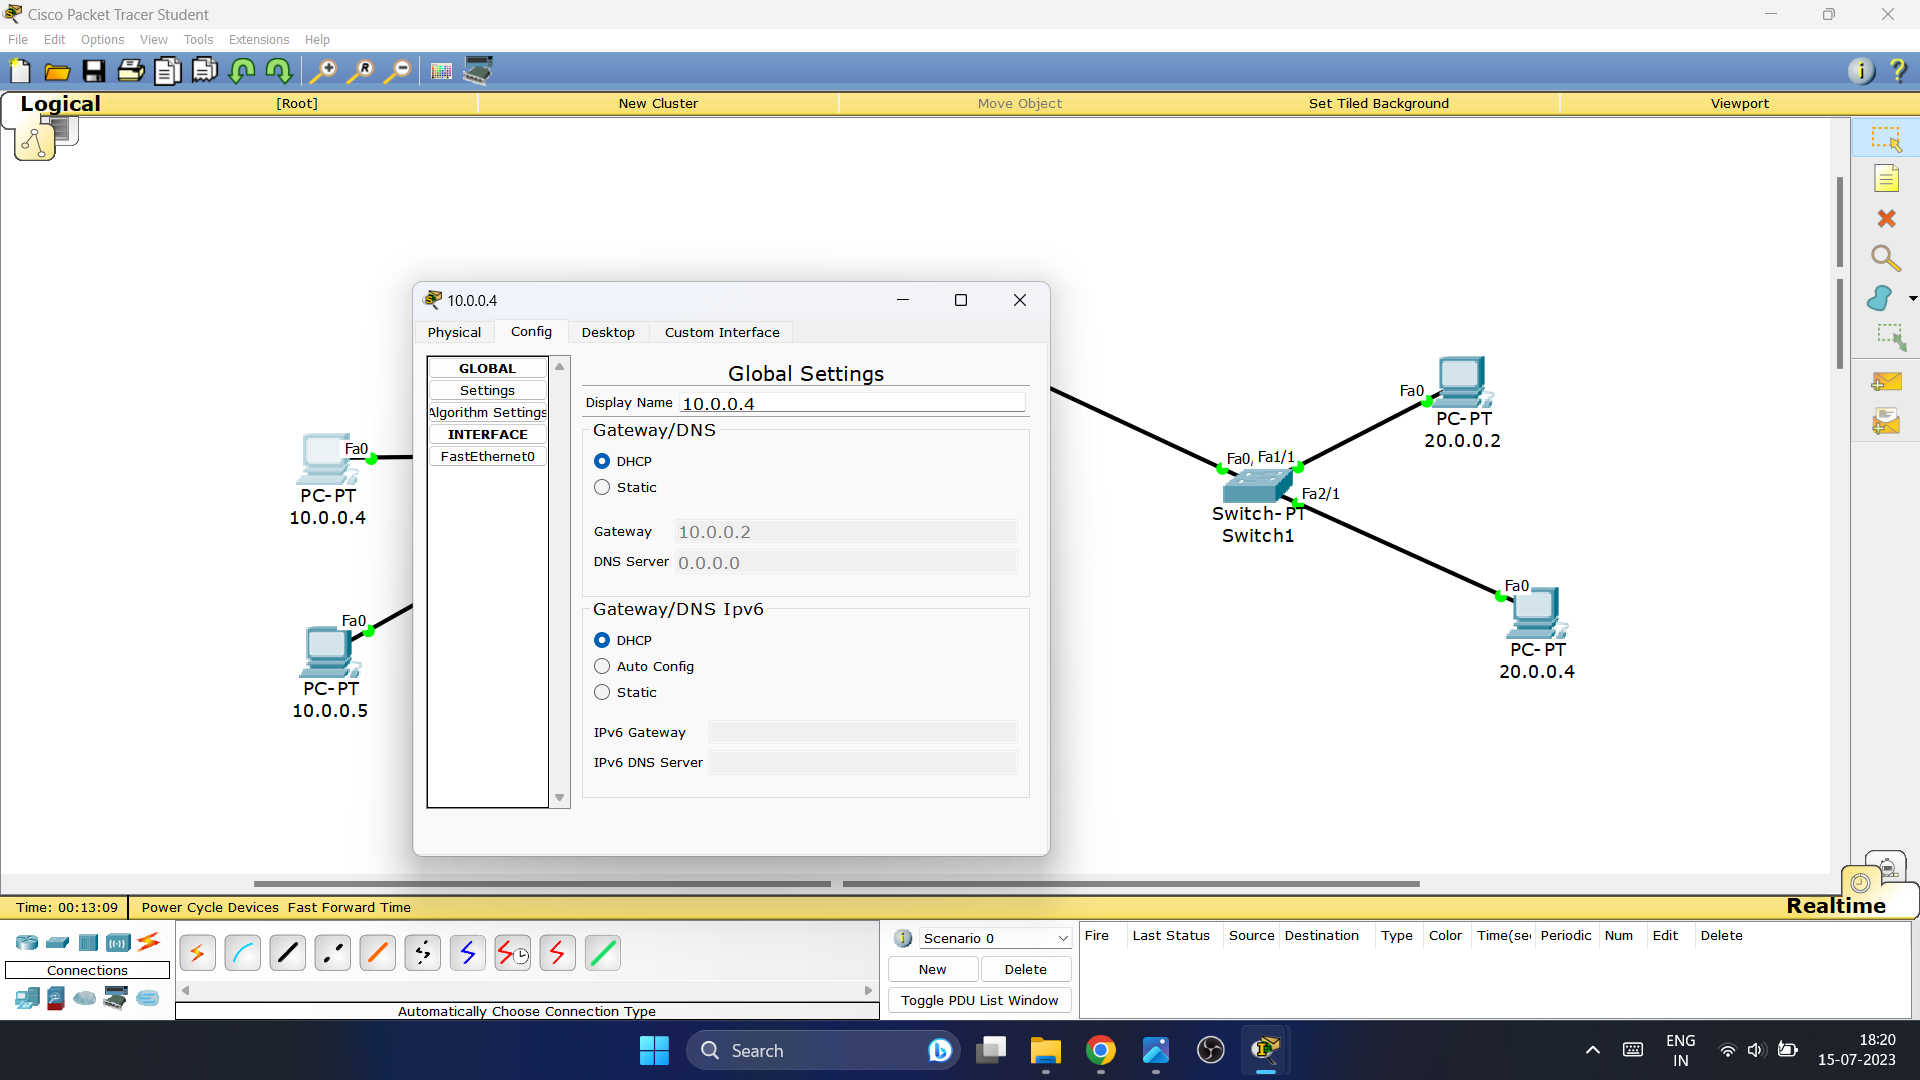 Cisco Packet Tracer Student
File Edit Options View Tools Extensions Help
Logical [Root] New Cluster Move Object Set Tiled Background Viewport
10.0.0.4
Physical Config Desktop Custom Interface
GLOBAL
Settings
Algorithm Settings
INTERFACE
FastEthernet0
Global Settings
Display Name 10.0.0.4
Gateway/DNS
DHCP
Static
Gateway 10.0.0.2
DNS Server 0.0.0.0
Gateway/DNS Ipv6
DHCP
Auto Config
Static
IPv6 Gateway
IPv6 DNS Server
Fa0
PC-PT
10.0.0.4
Fa0
PC-PT
10.0.0.5
Fa0
PC-PT
20.0.0.2
Fa0, Fa1/1
Fa2/1
Switch-PT
Switch1
Fa0
PC-PT
20.0.0.4
Time: 00:13:09 Power Cycle Devices Fast Forward Time
Realtime
Connections
Automatically Choose Connection Type
Scenario 0
New Delete
Toggle PDU List Window
Fire Last Status Source Destination Type Color Time(sec Periodic Num Edit Delete
Search
ENG
IN
18:20
15-07-2023